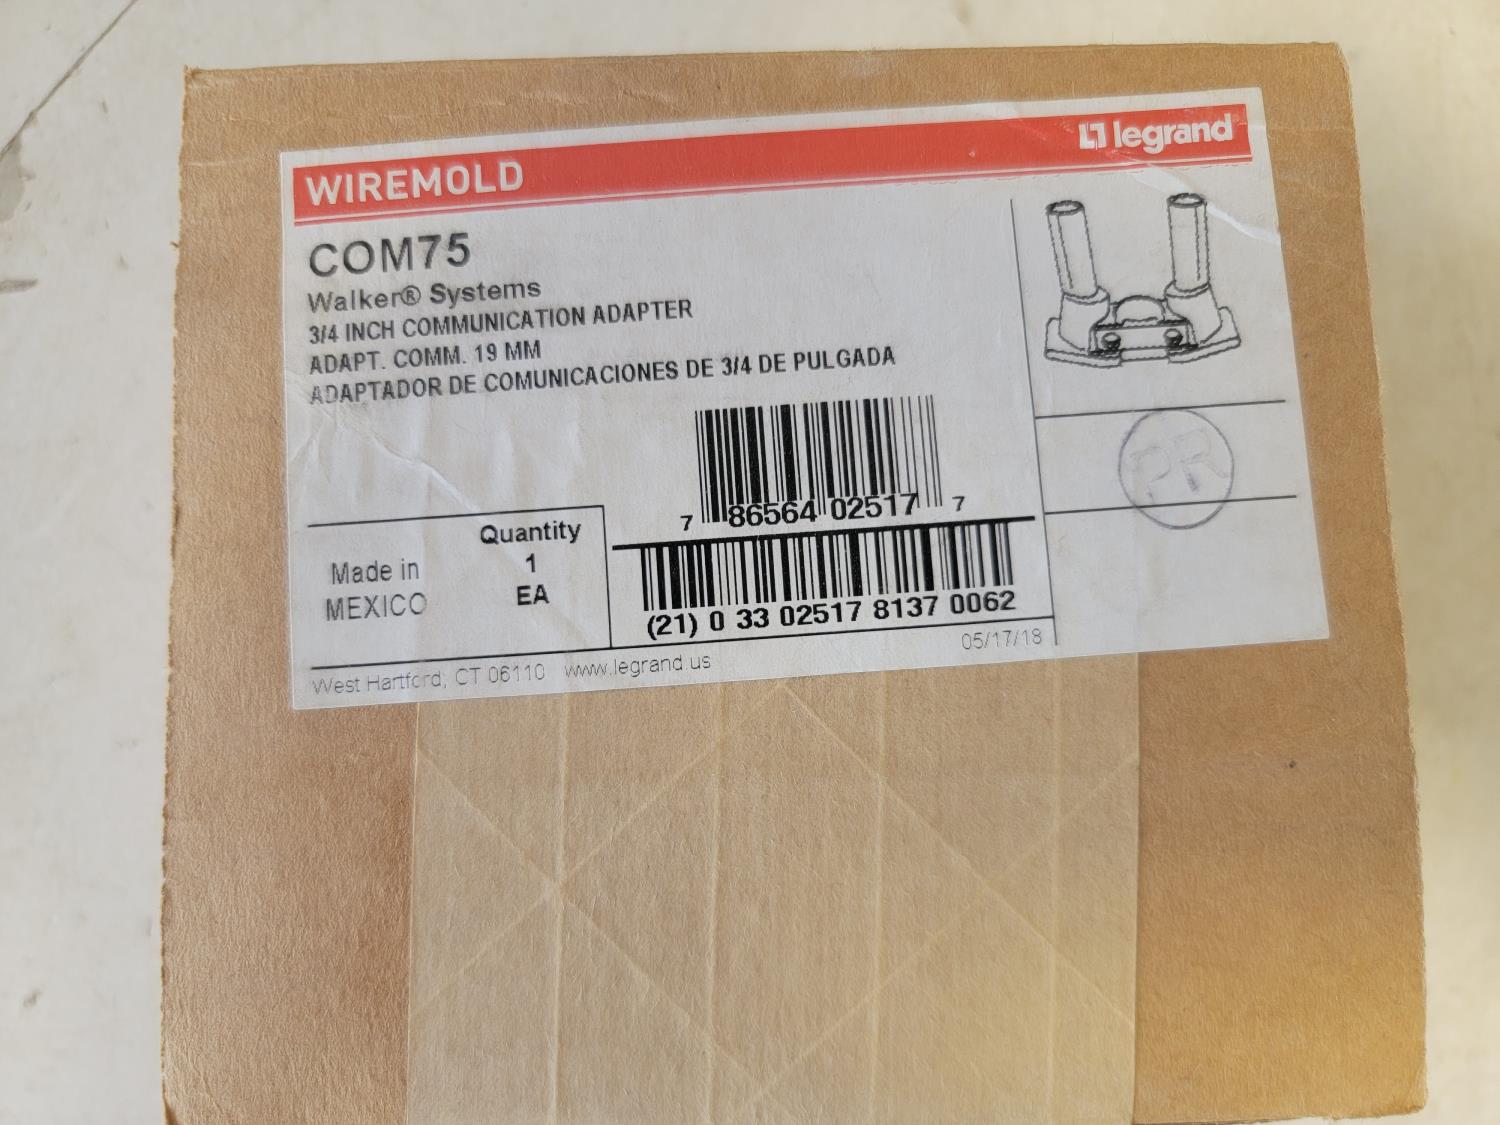 WIREMOLD
legrand
COM75
Walker® Systems
3/4 INCH COMMUNICATION ADAPTER
ADAPT. COMM. 19 MM
ADAPTADOR DE COMUNICACIONES DE 3/4 DE PULGADA
7 86564 02517 7
Quantity
1
EA
Made in
MEXICO
(21) 0 33 02517 8137 0062
West Hartford, CT 06110 www.legrand.us
05/17/18
PR